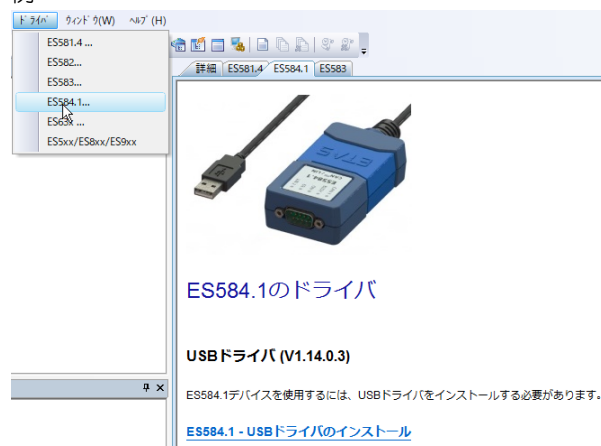 ドライバ ウィンドウ(W) ヘルプ(H)
ES581.4 ...
ES582...
ES583...
ES584.1...
ES63x ...
ES5xx/ES8xx/ES9xx
詳細 ES581.4 ES584.1 ES583
ETAS
ES584.1
ES584.1のドライバ
USBドライバ (V1.14.0.3)
ES584.1デバイスを使用するには、USBドライバをインストールする必要があります。
ES584.1 - USBドライバのインストール